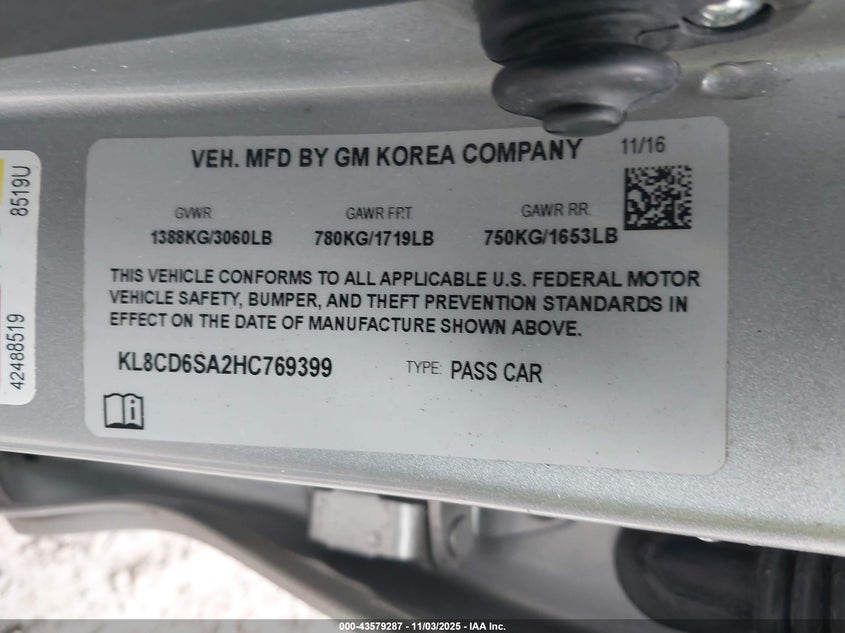 VEH. MFD BY GM KOREA COMPANY 11/16
GVWR GAWR FRT. GAWR RR.
1388KG/3060LB 780KG/1719LB 750KG/1653LB
THIS VEHICLE CONFORMS TO ALL APPLICABLE U.S. FEDERAL MOTOR
VEHICLE SAFETY, BUMPER, AND THEFT PREVENTION STANDARDS IN
EFFECT ON THE DATE OF MANUFACTURE SHOWN ABOVE.
KL8CD6SA2HC769399 TYPE: PASS CAR
8519U
42488519
000-43579287 - 11/03/2025 - IAA Inc.